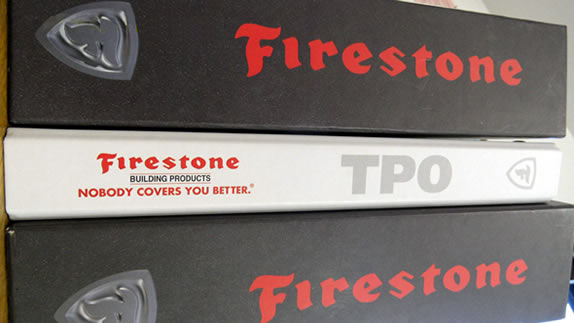 Firestone
Firestone
BUILDING PRODUCTS
NOBODY COVERS YOU BETTER.®
TPO
Firestone